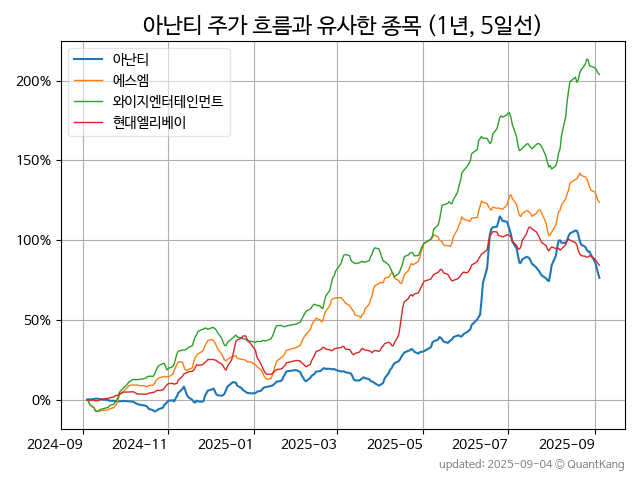 아난티 주가 흐름과 유사한 종목 (1년, 5일선)
아난티
에스엠
와이지엔터테인먼트
현대엘리베이
200%
150%
100%
50%
0%
2024-09 2024-11 2025-01 2025-03 2025-05 2025-07 2025-09
updated: 2025-09-04 © QuantKang